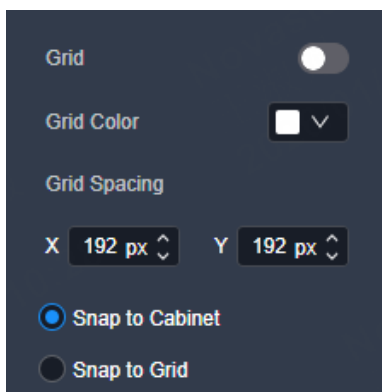 Grid
Grid Color
Grid Spacing
X 192 px Y 192 px
Snap to Cabinet
Snap to Grid